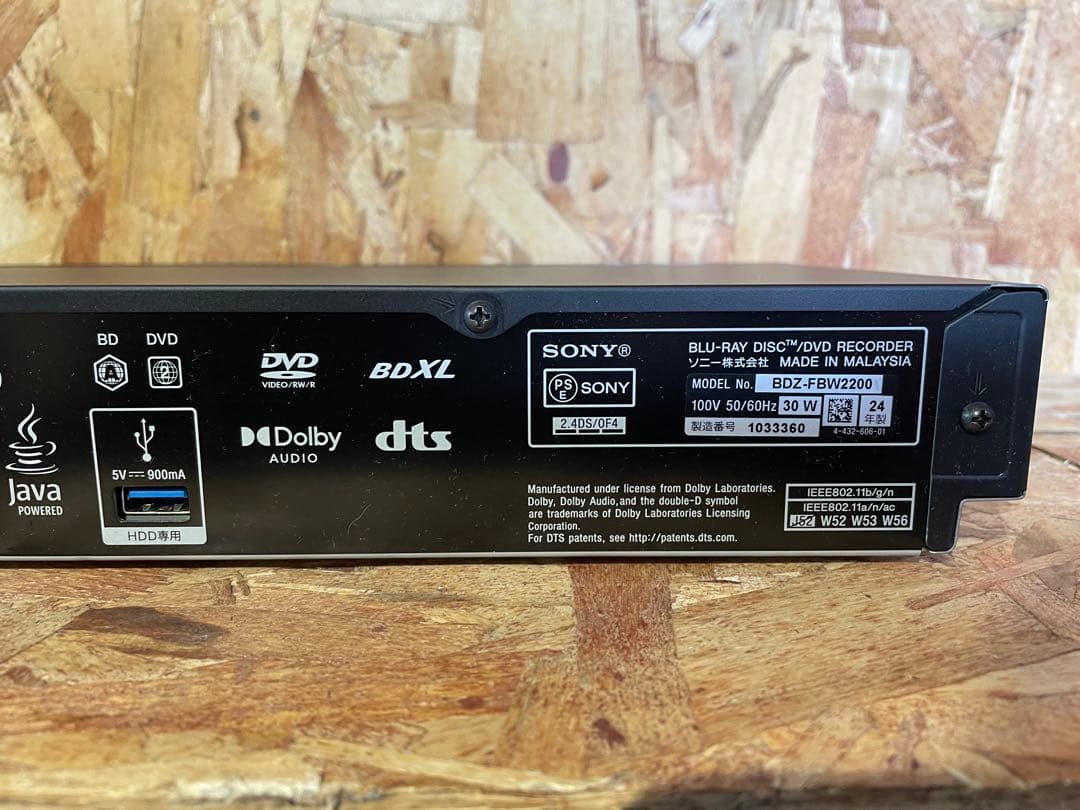 BD DVD
A 2
DVD
VIDEO/RW/R
BDXL
Java
POWERED
5V 900mA
HDD専用
Dolby
AUDIO
dts
SONY®
PS
E SONY
2.4DS/OF4
BLU-RAY DISC™/DVD RECORDER
ソニー株式会社 MADE IN MALAYSIA
MODEL No. BDZ-FBW2200
100V 50/60Hz 30 W 24
年製
製造番号 1033360
4-432-606-01
Manufactured under license from Dolby Laboratories.
Dolby, Dolby Audio, and the double-D symbol
are trademarks of Dolby Laboratories Licensing
Corporation.
For DTS patents, see http://patents.dts.com.
IEEE802.11b/g/n
IEEE802.11a/n/ac
J52 W52 W53 W56